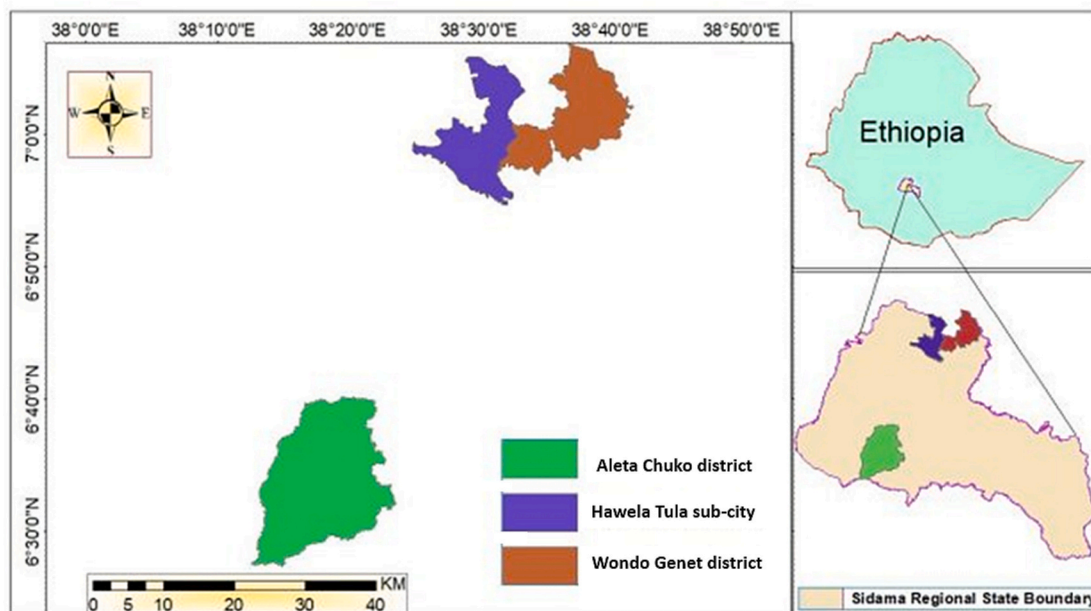 38°0'0"E 38°10'0"E 38°20'0"E 38°30'0"E 38°40'0"E 38°50'0"E
N
W E
S
7°0'0"N
6°50'0"N
6°40'0"N
6°30'0"N
Aleta Chuko district
Hawela Tula sub-city
Wondo Genet district
KM
0 5 10 20 30 40
Ethiopia
Sidama Regional State Boundary